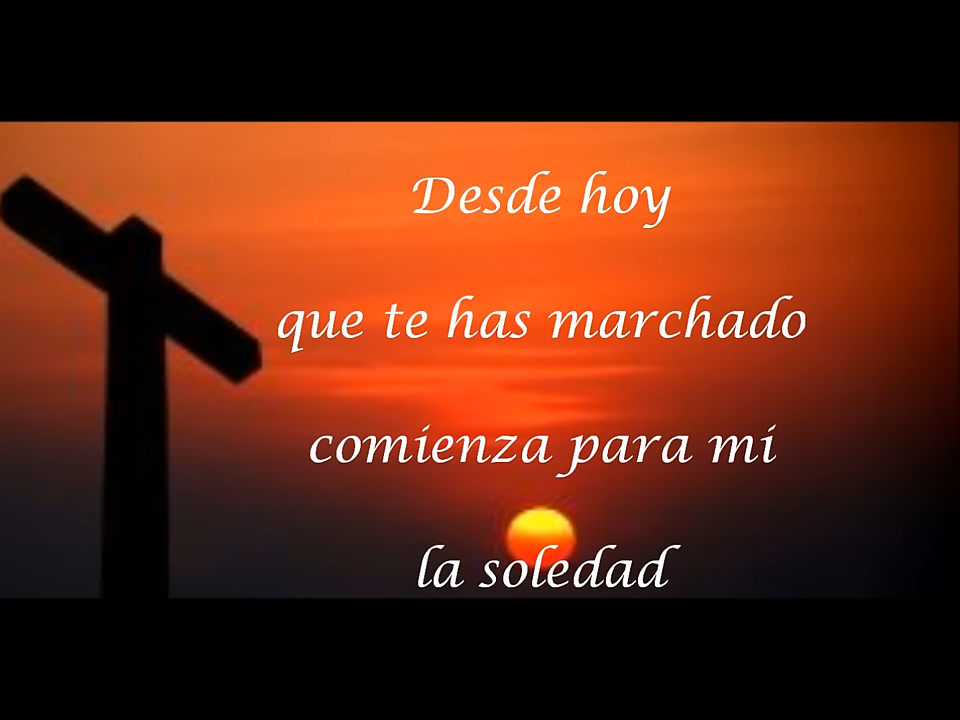 Desde hoy
que te has marchado
comienza para mi
la soledad